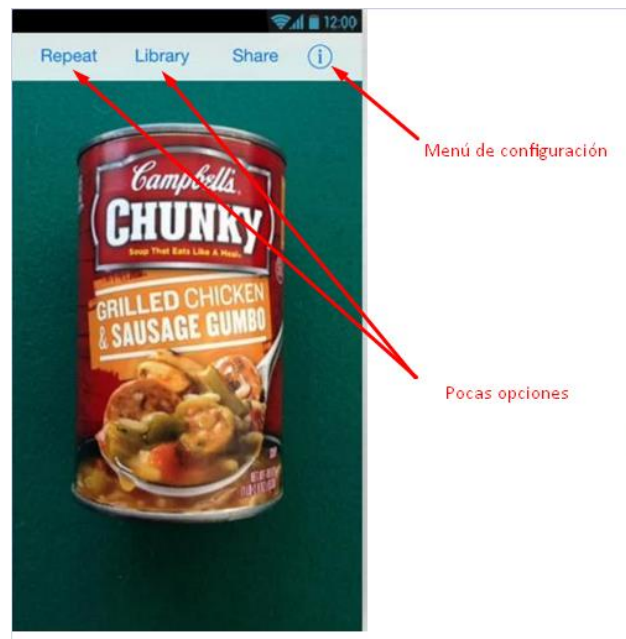 12:00
Repeat Library Share i
Menú de configuración
Campbell's
CHUNKY
Soup That Eats Like A Meal
GRILLED CHICKEN
& SAUSAGE GUMBO
Pocas opciones